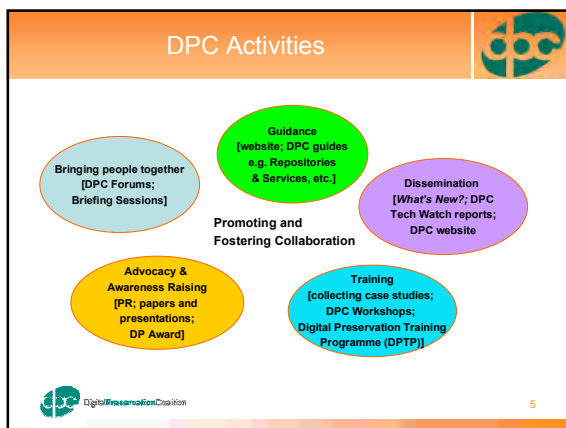 DPC Activities
dpc
Guidance
[website; DPC guides
e.g. Repositories
& Services, etc.]
Bringing people together
[DPC Forums;
Briefing Sessions]
Dissemination
[What's New?; DPC
Tech Watch reports;
DPC website
Promoting and
Fostering Collaboration
Advocacy &
Awareness Raising
[PR; papers and
presentations;
DP Award]
Training
[collecting case studies;
DPC Workshops;
Digital Preservation Training
Programme (DPTP)]
dpc Digital Preservation Coalition
5